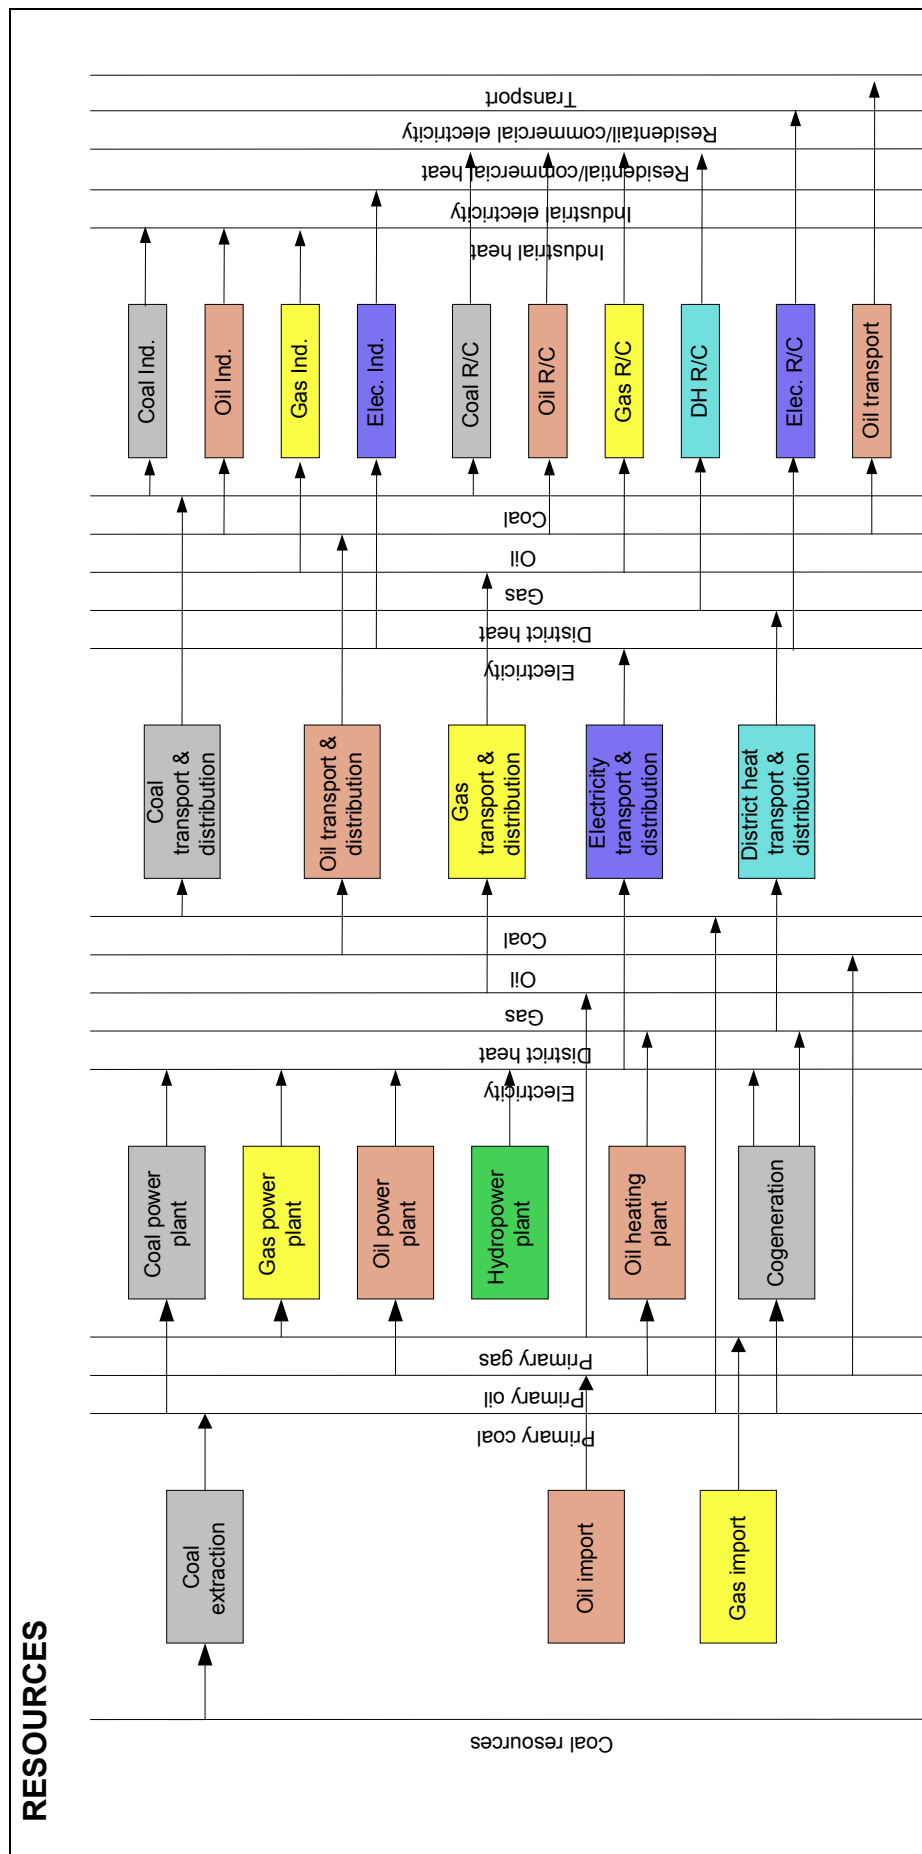 RESOURCES
Coal resources
Coal
extraction
Oil import
Gas import
Primary coal
Primary oil
Primary gas
Coal power
plant
Gas power
plant
Oil power
plant
Hydropower
plant
Oil heating
plant
Cogeneration
Electricity
District heat
Gas
Oil
Coal
Coal
transport &
distribution
Oil transport &
distribution
Gas
transport &
distribution
Electricity
transport &
distribution
District heat
transport &
distribution
Electricity
District heat
Gas
Oil
Coal
Coal Ind.
Oil Ind.
Gas Ind.
Elec. Ind.
Coal R/C
Oil R/C
Gas R/C
DH R/C
Elec. R/C
Oil transport
Industrial heat
Industrial electricity
Residential/commercial heat
Residentail/commercial electricity
Transport